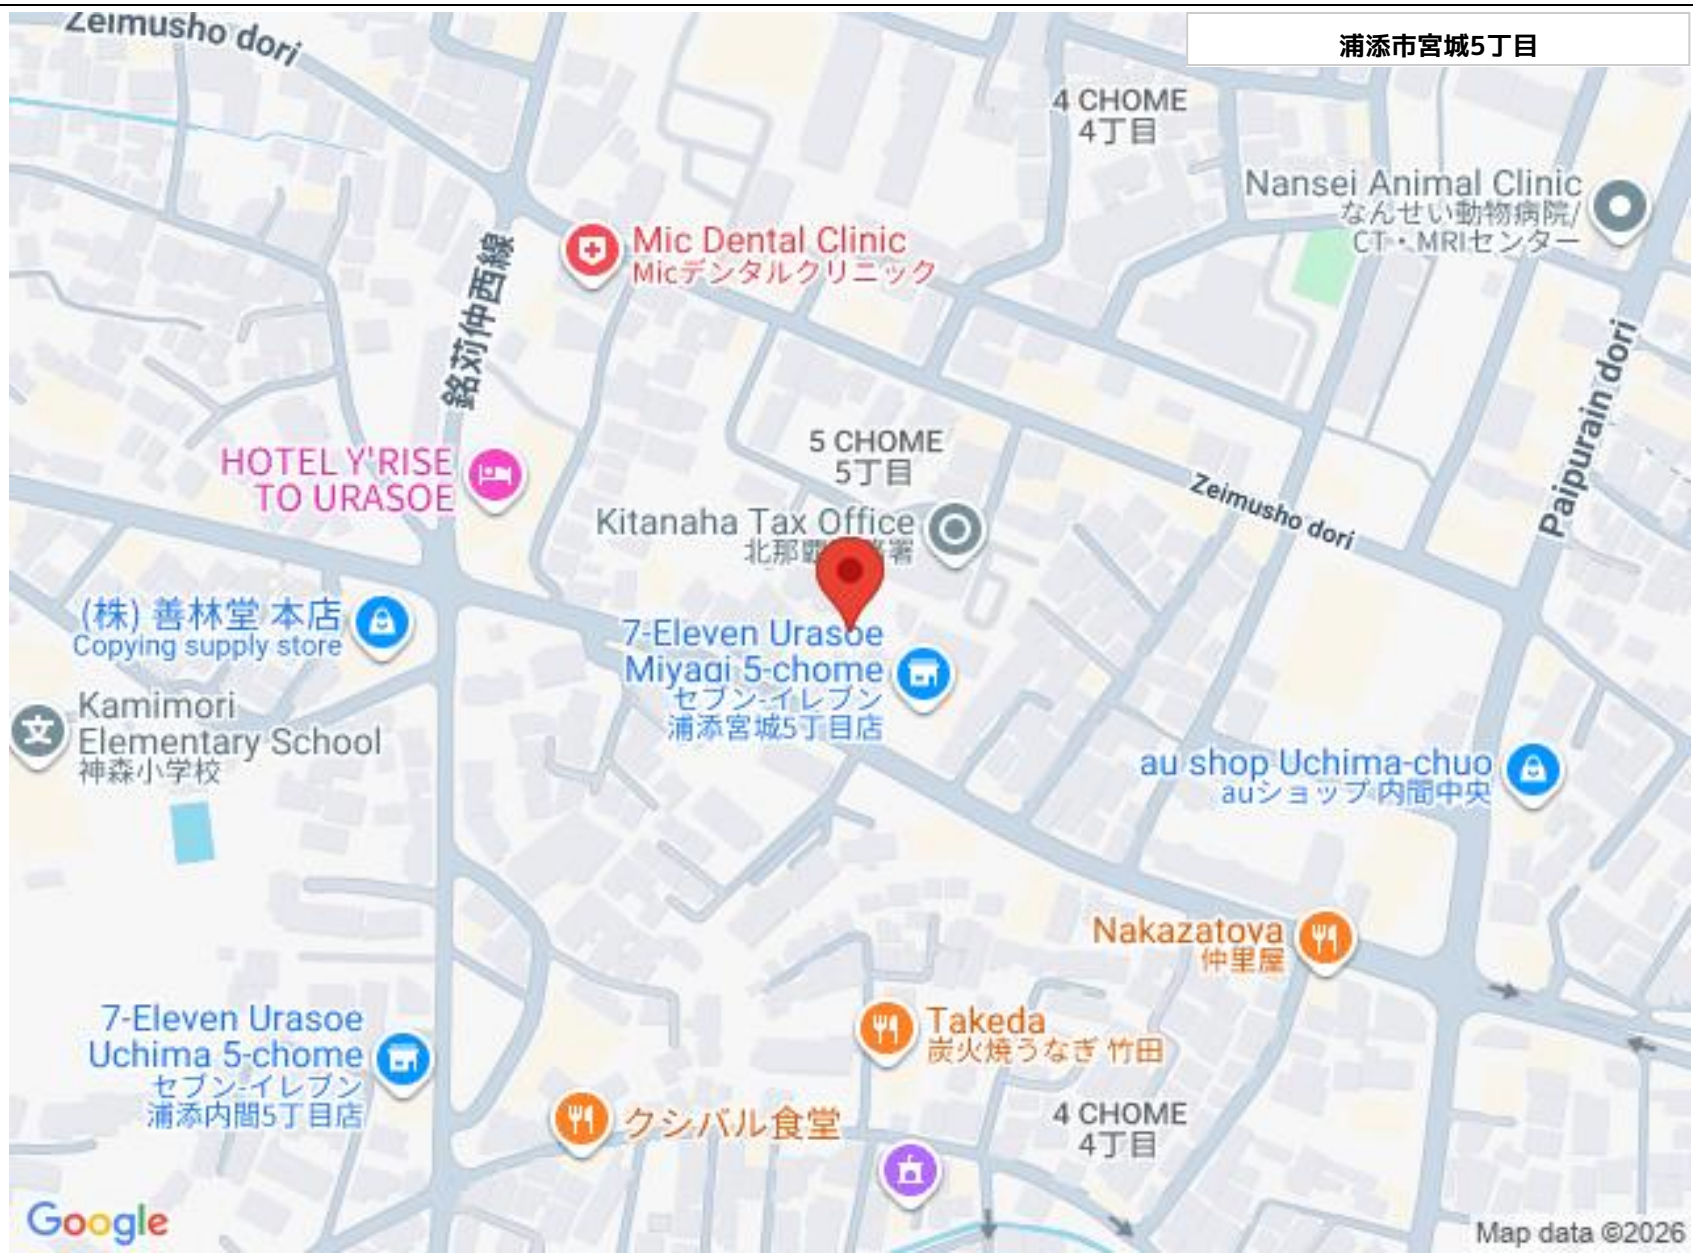 Zeimusho dori
浦添市宮城5丁目
4 CHOME
4丁目
Nansei Animal Clinic
なんせい動物病院/
CT・MRIセンター
Mic Dental Clinic
Micデンタルクリニック
銘苅仲西線
Paipurain dori
5 CHOME
5丁目
HOTEL Y'RISE
TO URASOE
Zeimusho dori
Kitanaha Tax Office
北那覇 署
(株) 善林堂 本店
Copying supply store
7-Eleven Urasoe
Miyagi 5-chome
セブン-イレブン
浦添宮城5丁目店
Kamimori
Elementary School
神森小学校
au shop Uchima-chuo
auショップ 内間中央
Nakazatoya
仲里屋
7-Eleven Urasoe
Uchima 5-chome
セブン-イレブン
浦添内間5丁目店
Takeda
炭火焼うなぎ 竹田
クシバル食堂
4 CHOME
4丁目
Google
Map data ©2026